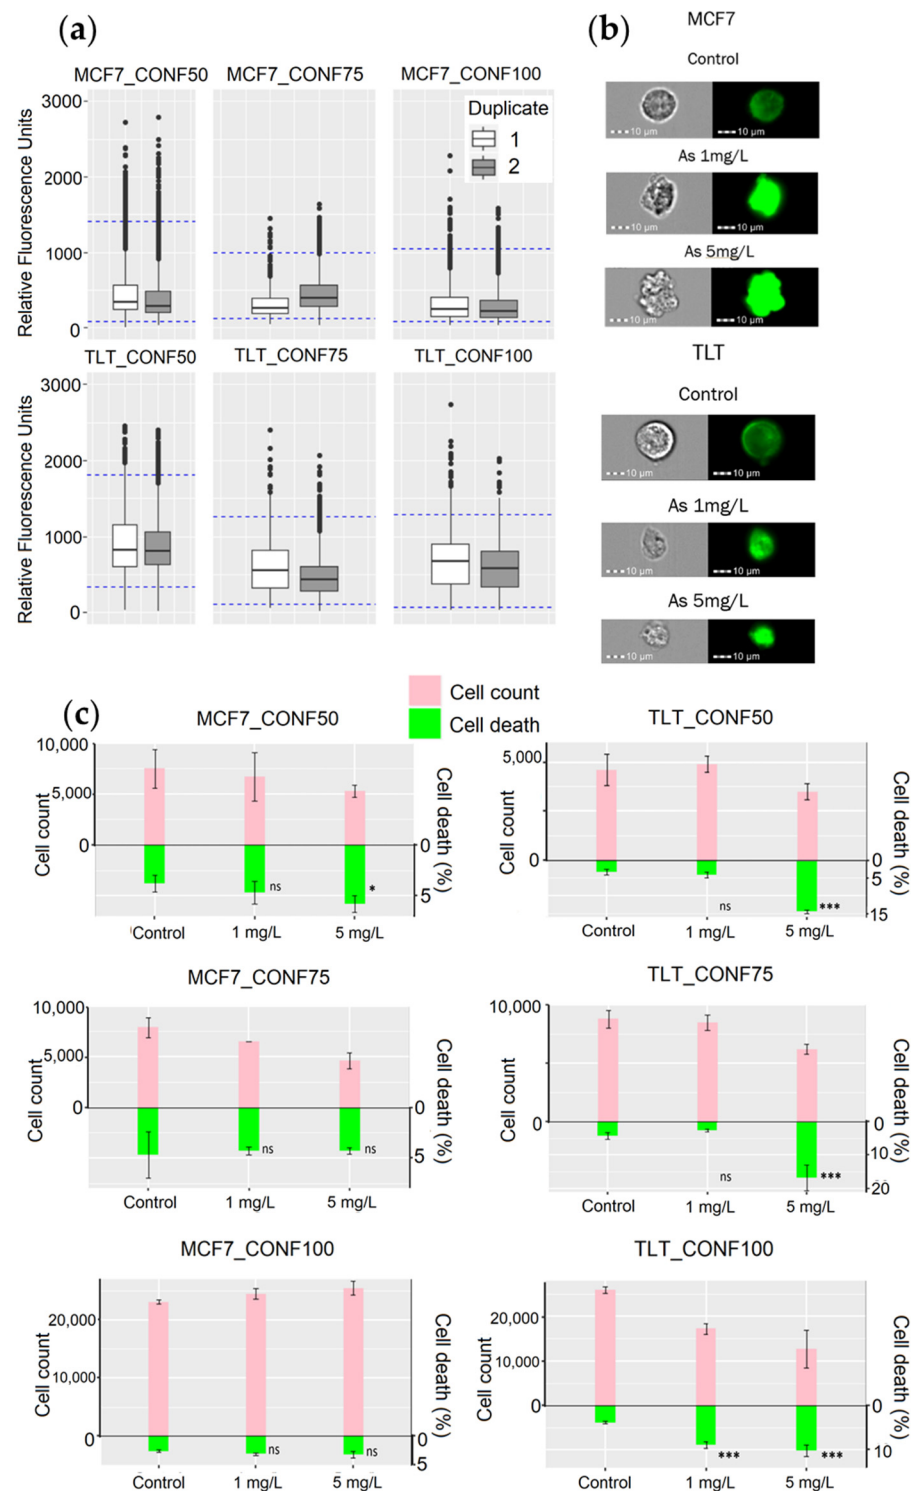 (a)
MCF7_CONF50 MCF7_CONF75 MCF7_CONF100
Relative Fluorescence Units
3000
2000
1000
0
Duplicate
1
2
TLT_CONF50 TLT_CONF75 TLT_CONF100
Relative Fluorescence Units
3000
2000
1000
0
(b)
MCF7
Control
10 µm 10 µm
As 1mg/L
10 µm 10 µm
As 5mg/L
10 µm 10 µm
TLT
Control
10 µm 10 µm
As 1mg/L
10 µm 10 µm
As 5mg/L
10 µm 10 µm
(c)
Cell count
Cell death
MCF7_CONF50
Cell count
10,000
5,000
0
Cell death (%)
0
5
ns *
Control 1 mg/L 5 mg/L
TLT_CONF50
Cell count
5,000
0
Cell death (%)
0
5
15
ns ***
Control 1 mg/L 5 mg/L
MCF7_CONF75
Cell count
10,000
5,000
0
Cell death (%)
0
5
ns ns
Control 1 mg/L 5 mg/L
TLT_CONF75
Cell count
10,000
0
Cell death (%)
0
10
20
ns ***
Control 1 mg/L 5 mg/L
MCF7_CONF100
Cell count
20,000
10,000
0
Cell death (%)
0
5
ns ns
Control 1 mg/L 5 mg/L
TLT_CONF100
Cell count
20,000
10,000
0
Cell death (%)
0
10
*** ***
Control 1 mg/L 5 mg/L